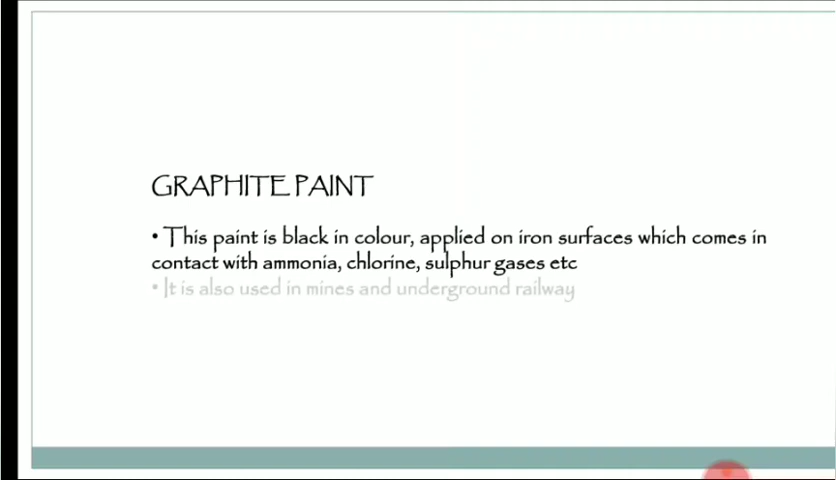 GRAPHITE PAINT
• This paint is black in colour, applied on iron surfaces which comes in
contact with ammonia, chlorine, sulphur gases etc
• It is also used in mines and underground railway